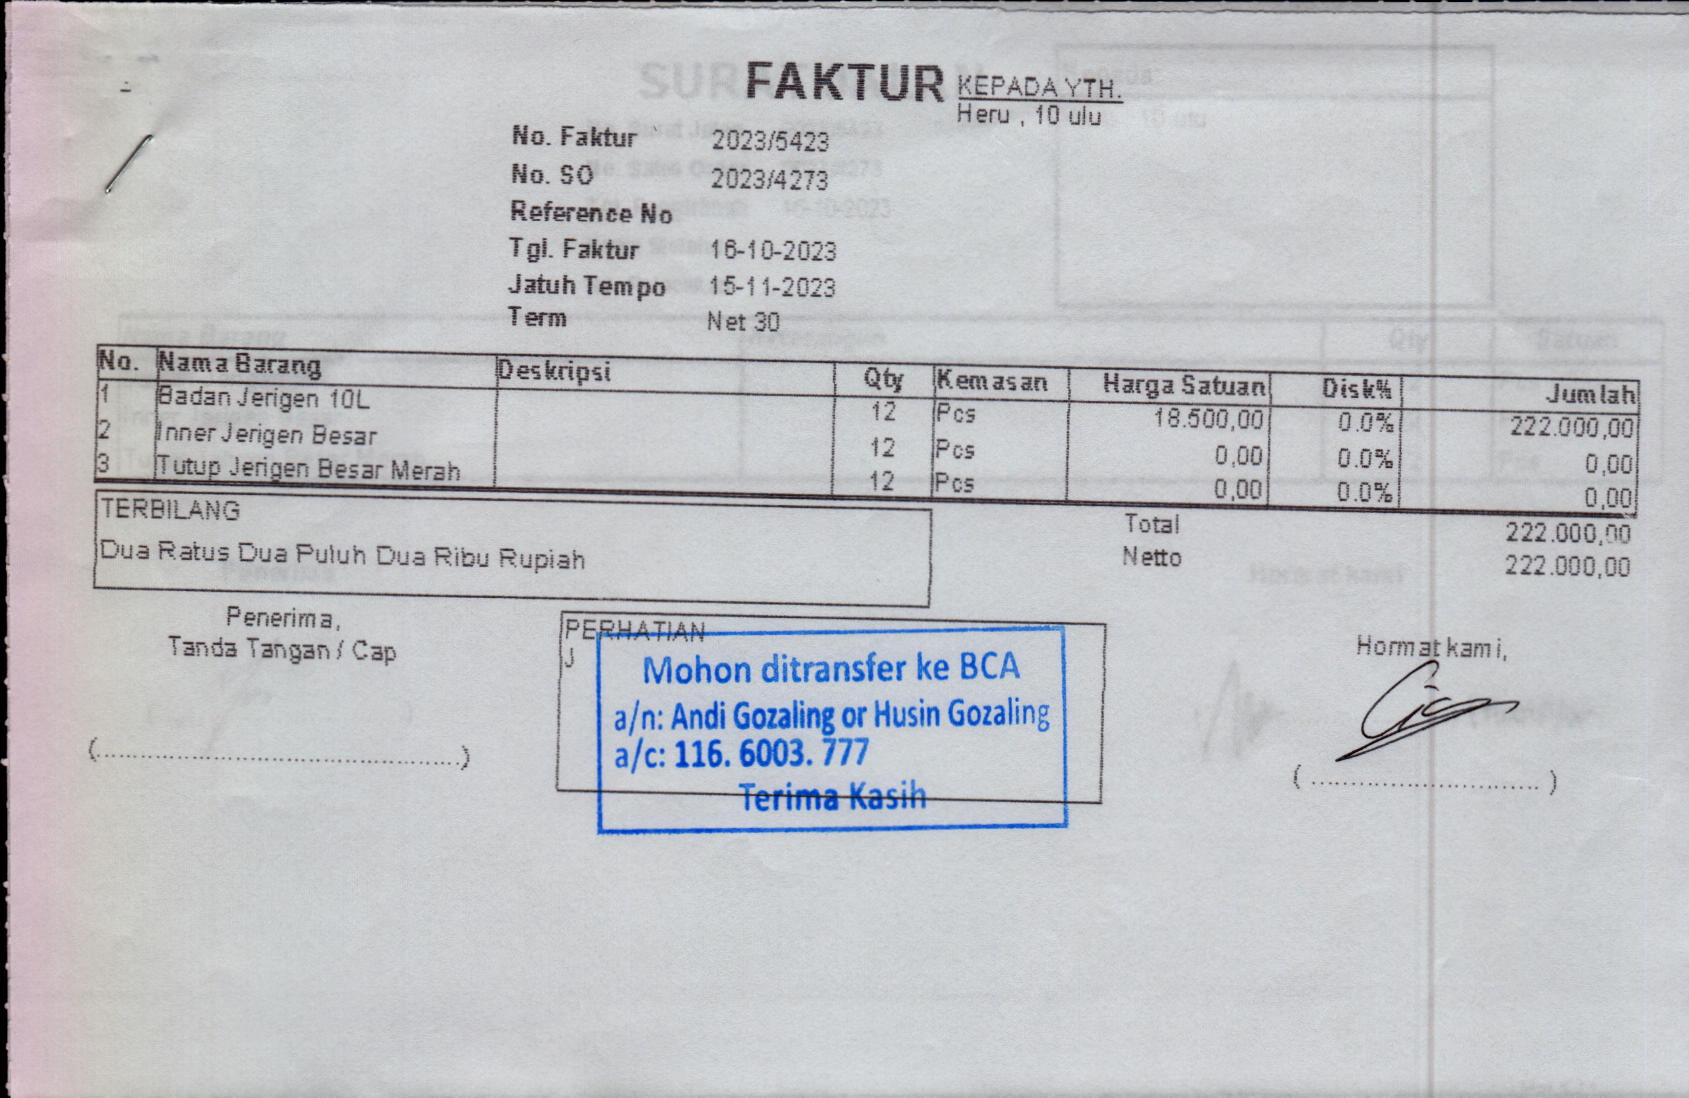 FAKTUR
KEPADA YTH.
Heru , 10 ulu
No. Faktur 2023/5423
No. SO 2023/4273
Reference No
Tgl. Faktur 16-10-2023
Jatuh Tempo 15-11-2023
Term Net 30
No. Nama Barang Deskripsi Qty Kemasan Harga Satuan Disk% Jumlah
1 Badan Jerigen 10L 12 Pcs 18.500,00 0.0% 222.000,00
2 Inner Jerigen Besar 12 Pcs 0,00 0.0% 0,00
3 Tutup Jerigen Besar Merah 12 Pcs 0,00 0.0% 0,00
TERBILANG
Dua Ratus Dua Puluh Dua Ribu Rupiah
Total 222.000,00
Netto 222.000,00
Penerima,
Tanda Tangan / Cap
(..............................................)
PERHATIAN
J
Mohon ditransfer ke BCA
a/n: Andi Gozaling or Husin Gozaling
a/c: 116. 6003. 777
Terima Kasih
Hormat kami,
( ............................. )